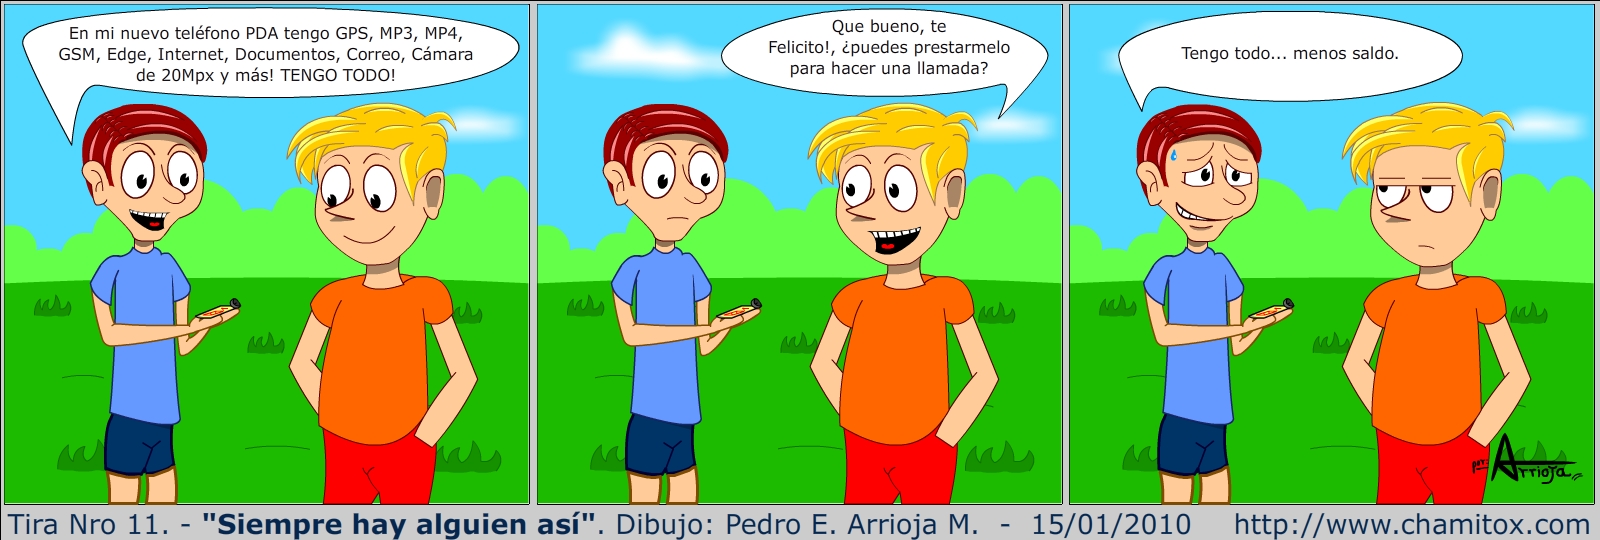 En mi nuevo teléfono PDA tengo GPS, MP3, MP4,
GSM, Edge, Internet, Documentos, Correo, Cámara
de 20Mpx y más! TENGO TODO!
Que bueno, te
Felicito!, ¿puedes prestarmelo
para hacer una llamada?
Tengo todo... menos saldo.
por: Arrioja
Tira Nro 11. - "Siempre hay alguien así". Dibujo: Pedro E. Arrioja M. - 15/01/2010 http://www.chamitox.com